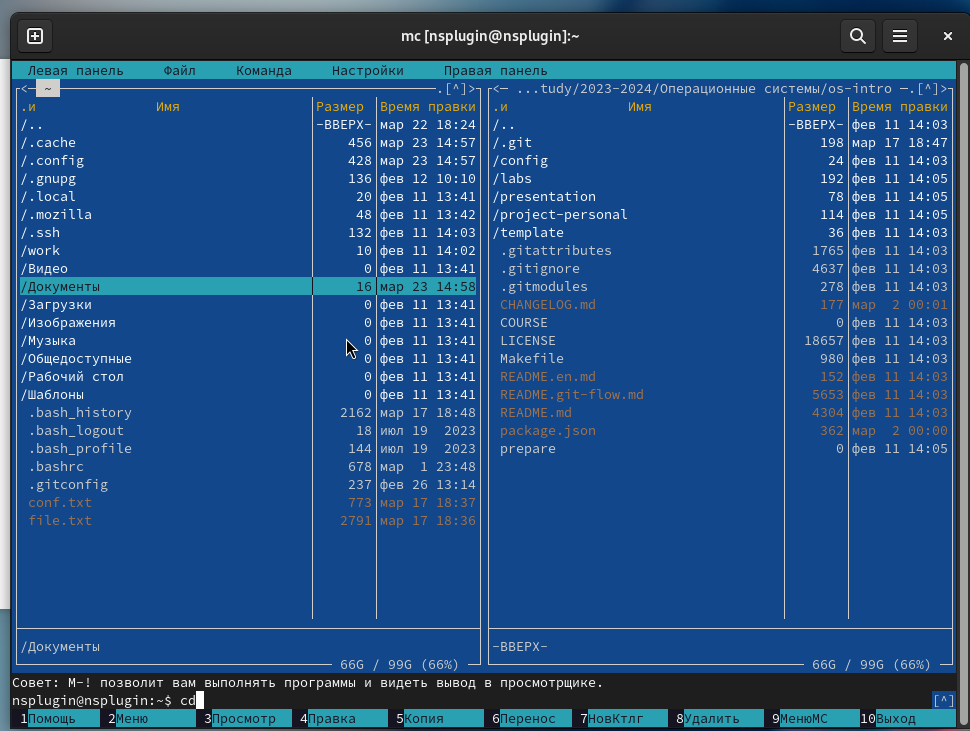 mc [nsplugin@nsplugin]:~
Левая панель Файл Команда Настройки Правая панель
<─ ~ .[^]>
.и Имя Размер Время правки
/.. -ВВЕРХ- мар 22 18:24
/.cache 456 мар 23 14:57
/.config 428 мар 23 14:57
/.gnupg 136 фев 12 10:10
/.local 20 фев 11 13:41
/.mozilla 48 фев 11 13:42
/.ssh 132 фев 11 14:03
/work 10 фев 11 14:02
/Видео 0 фев 11 13:41
/Документы 16 мар 23 14:58
/Загрузки 0 фев 11 13:41
/Изображения 0 фев 11 13:41
/Музыка 0 фев 11 13:41
/Общедоступные 0 фев 11 13:41
/Рабочий стол 0 фев 11 13:41
/Шаблоны 0 фев 11 13:41
.bash_history 2162 мар 17 18:48
.bash_logout 18 июл 19 2023
.bash_profile 144 июл 19 2023
.bashrc 678 мар 1 23:48
.gitconfig 237 фев 26 13:14
conf.txt 773 мар 17 18:37
file.txt 2791 мар 17 18:36
/Документы
66G / 99G (66%)
<─ ...tudy/2023-2024/Операционные системы/os-intro ─.[^]>
.и Имя Размер Время правки
/.. -ВВЕРХ- фев 11 14:03
/.git 198 мар 17 18:47
/config 24 фев 11 14:03
/labs 192 фев 11 14:05
/presentation 78 фев 11 14:05
/project-personal 114 фев 11 14:05
/template 36 фев 11 14:03
.gitattributes 1765 фев 11 14:03
.gitignore 4637 фев 11 14:03
.gitmodules 278 фев 11 14:03
CHANGELOG.md 177 мар 2 00:01
COURSE 0 фев 11 14:03
LICENSE 18657 фев 11 14:03
Makefile 980 фев 11 14:03
README.en.md 152 фев 11 14:03
README.git-flow.md 5653 фев 11 14:03
README.md 4304 фев 11 14:03
package.json 362 мар 2 00:00
prepare 0 фев 11 14:05
-ВВЕРХ-
66G / 99G (66%)
Совет: M-! позволит вам выполнять программы и видеть вывод в просмотрщике.
nsplugin@nsplugin:~$ cd [^]
1Помощь 2Меню 3Просмотр 4Правка 5Копия 6Перенос 7НовКтлг 8Удалить 9МенюМС 10Выход